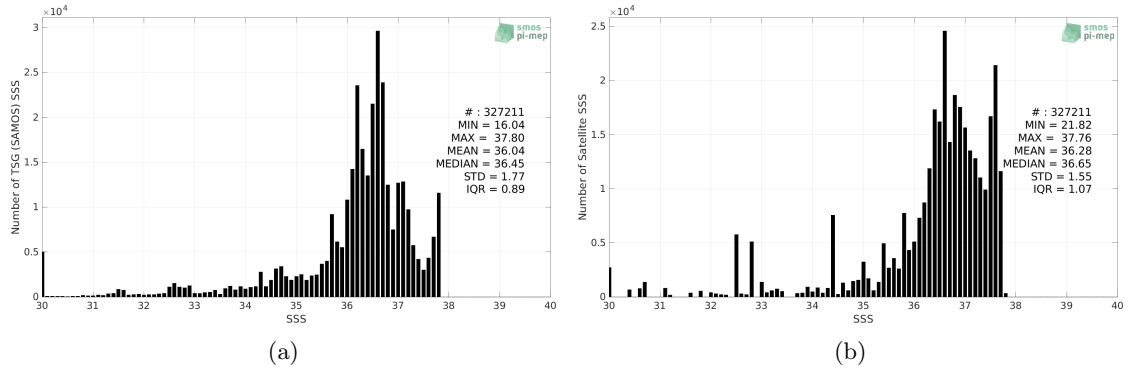 ×10⁴
smos
pi-mep
Number of TSG (SAMOS) SSS
3
2.5
2
1.5
1
0.5
0
# : 327211
MIN = 16.04
MAX = 37.80
MEAN = 36.04
MEDIAN = 36.45
STD = 1.77
IQR = 0.89
30 31 32 33 34 35 36 37 38 39 40
SSS
(a)
×10⁴
smos
pi-mep
Number of Satellite SSS
2.5
2
1.5
1
0.5
0
# : 327211
MIN = 21.82
MAX = 37.76
MEAN = 36.28
MEDIAN = 36.65
STD = 1.55
IQR = 1.07
30 31 32 33 34 35 36 37 38 39 40
SSS
(b)